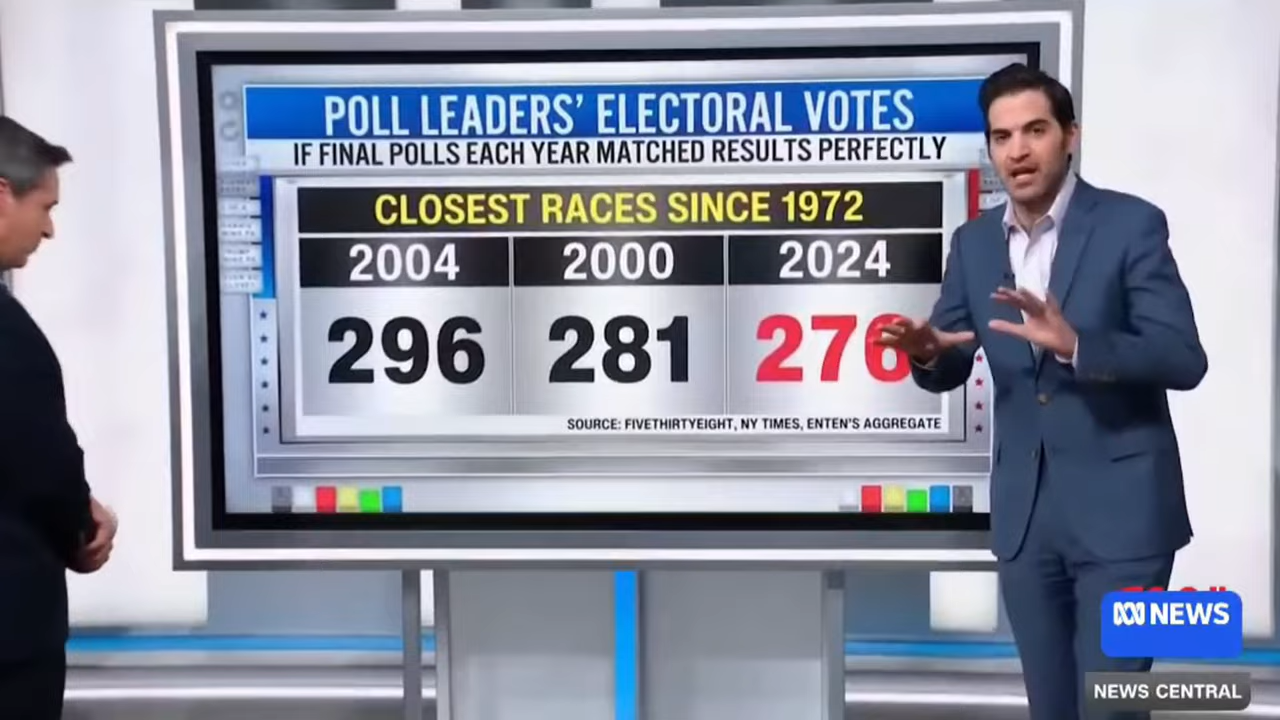 POLL LEADERS' ELECTORAL VOTES
IF FINAL POLLS EACH YEAR MATCHED RESULTS PERFECTLY
CLOSEST RACES SINCE 1972
2004 2000 2024
296 281 276
SOURCE: FIVETHIRTYEIGHT, NY TIMES, ENTEN'S AGGREGATE
NEWS
NEWS CENTRAL